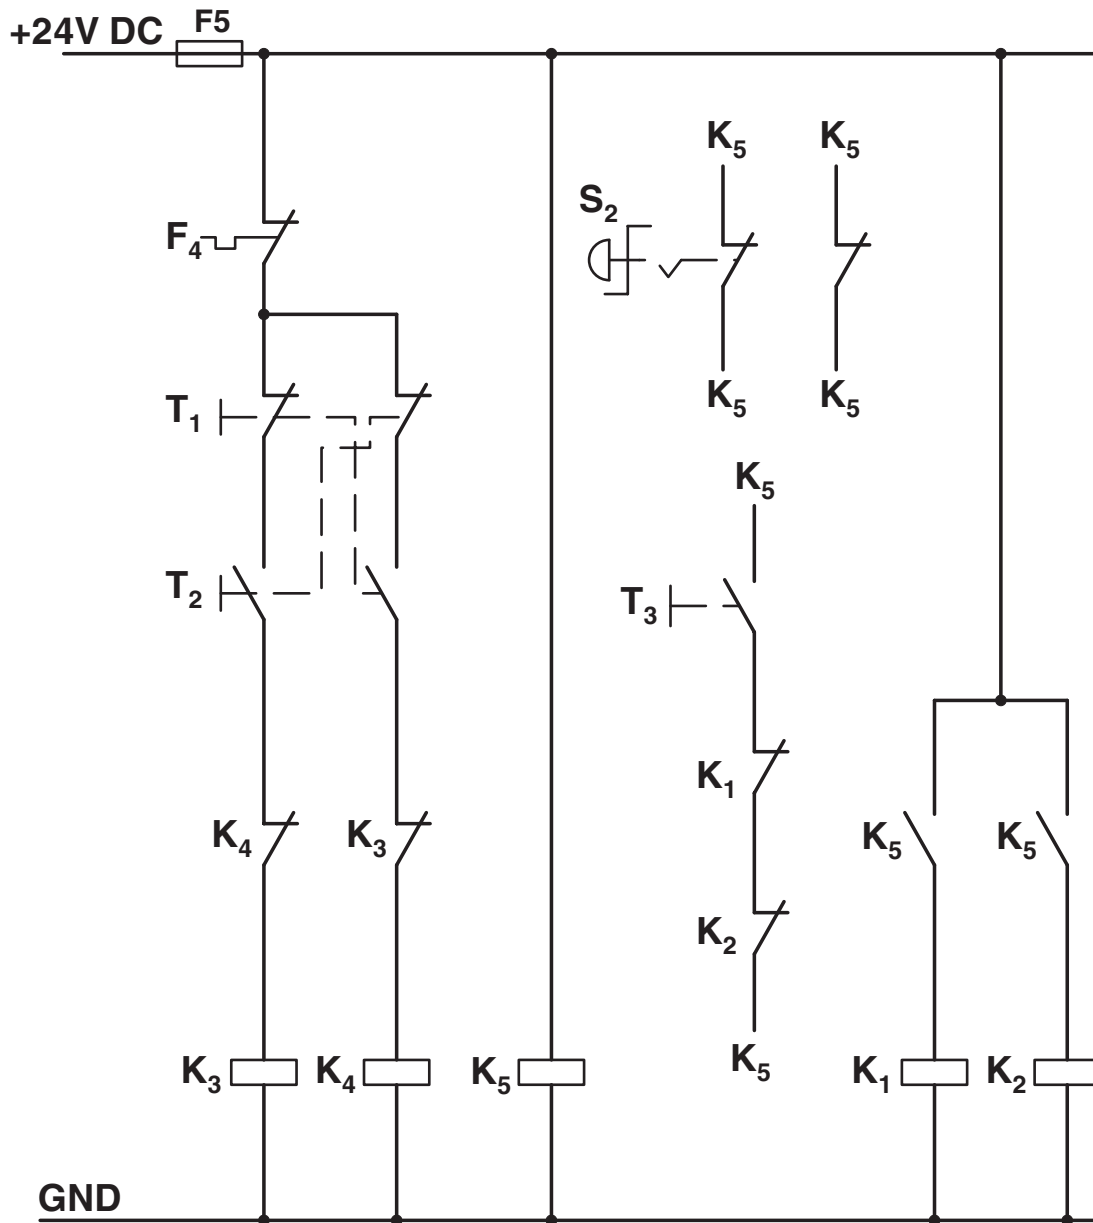 +24V DC
F5
K₅ K₅
S₂
F₄
K₅ K₅
T₁
K₅
T₂
T₃
K₁
K₄ K₃ K₅ K₅
K₂
K₃ K₄ K₅ K₅ K₁ K₂
GND